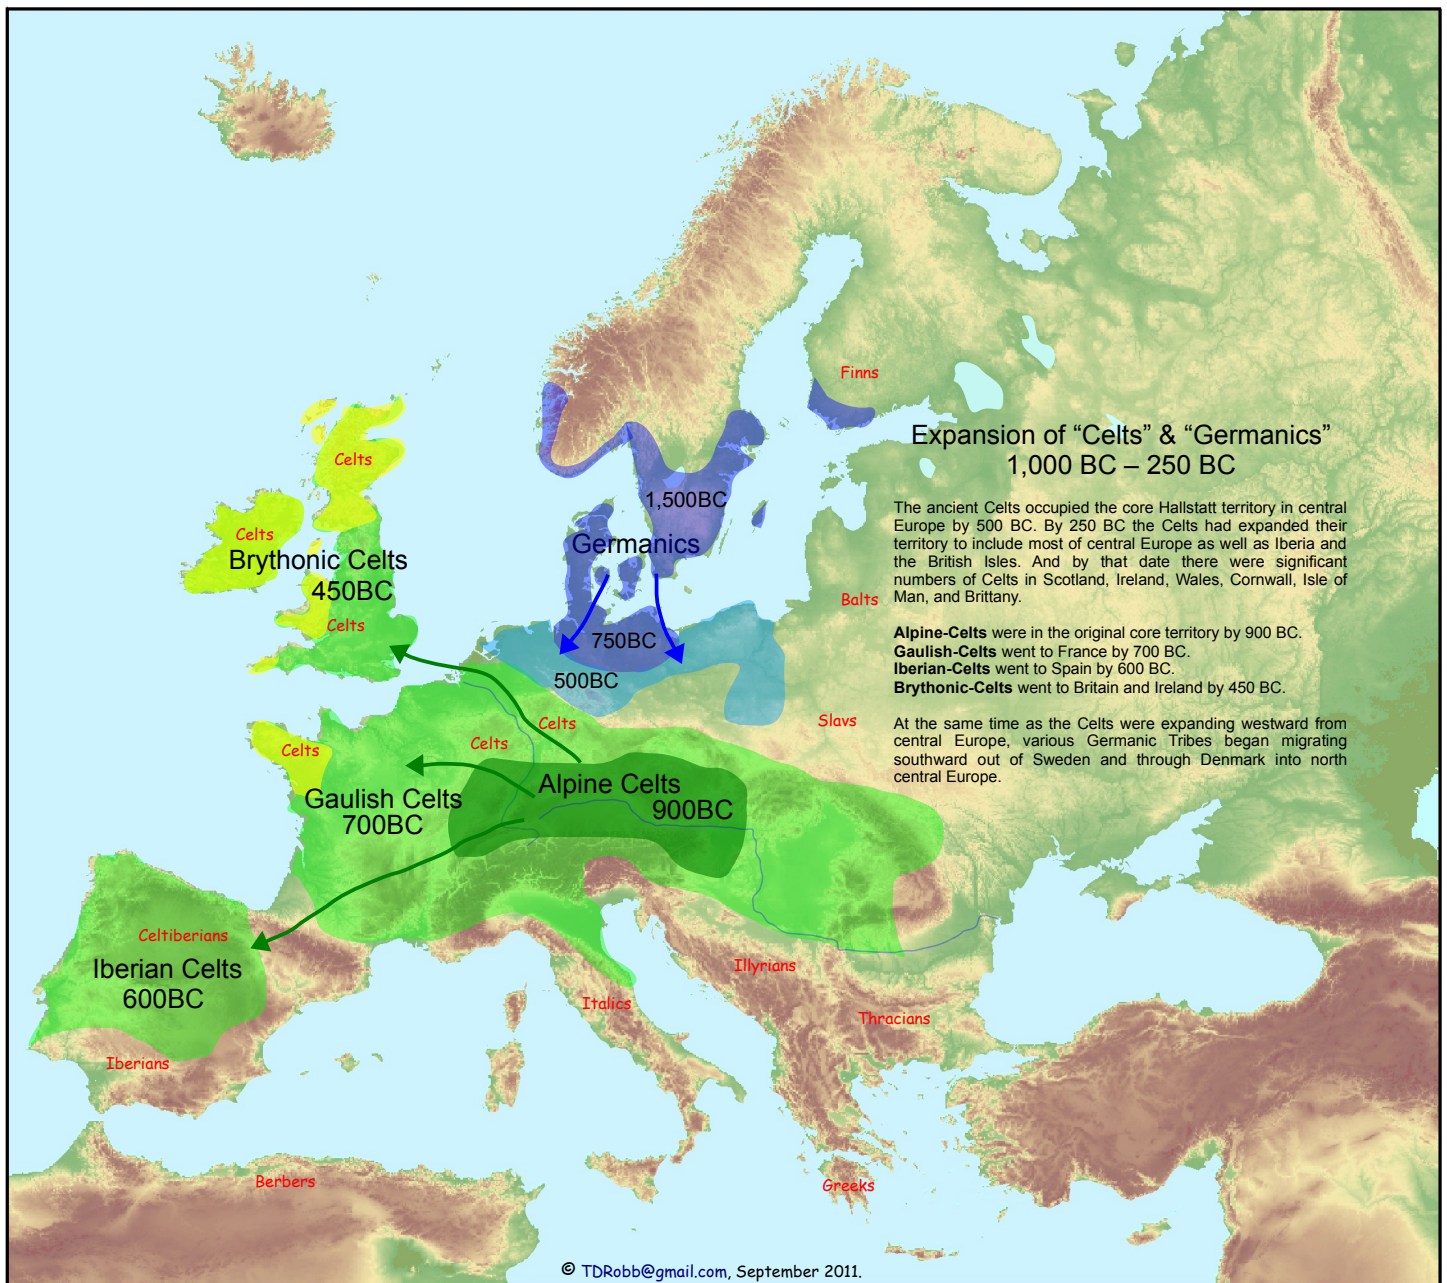 Finns
Expansion of “Celts” & “Germanics”
1,000 BC – 250 BC
The ancient Celts occupied the core Hallstatt territory in central
Europe by 500 BC. By 250 BC the Celts had expanded their
territory to include most of central Europe as well as Iberia and
the British Isles. And by that date there were significant
numbers of Celts in Scotland, Ireland, Wales, Cornwall, Isle of
Man, and Brittany.
Alpine-Celts were in the original core territory by 900 BC.
Gaulish-Celts went to France by 700 BC.
Iberian-Celts went to Spain by 600 BC.
Brythonic-Celts went to Britain and Ireland by 450 BC.
At the same time as the Celts were expanding westward from
central Europe, various Germanic Tribes began migrating
southward out of Sweden and through Denmark into north
central Europe.
Celts
1,500BC
Celts
Germanics
Brythonic Celts
450BC
Balts
Celts
750BC
500BC
Slavs
Celts
Celts
Celts
Alpine Celts
900BC
Gaulish Celts
700BC
Celtiberians
Iberian Celts
600BC
Illyrians
Italics
Thracians
Iberians
Berbers
Greeks
© TDRobb@gmail.com, September 2011.